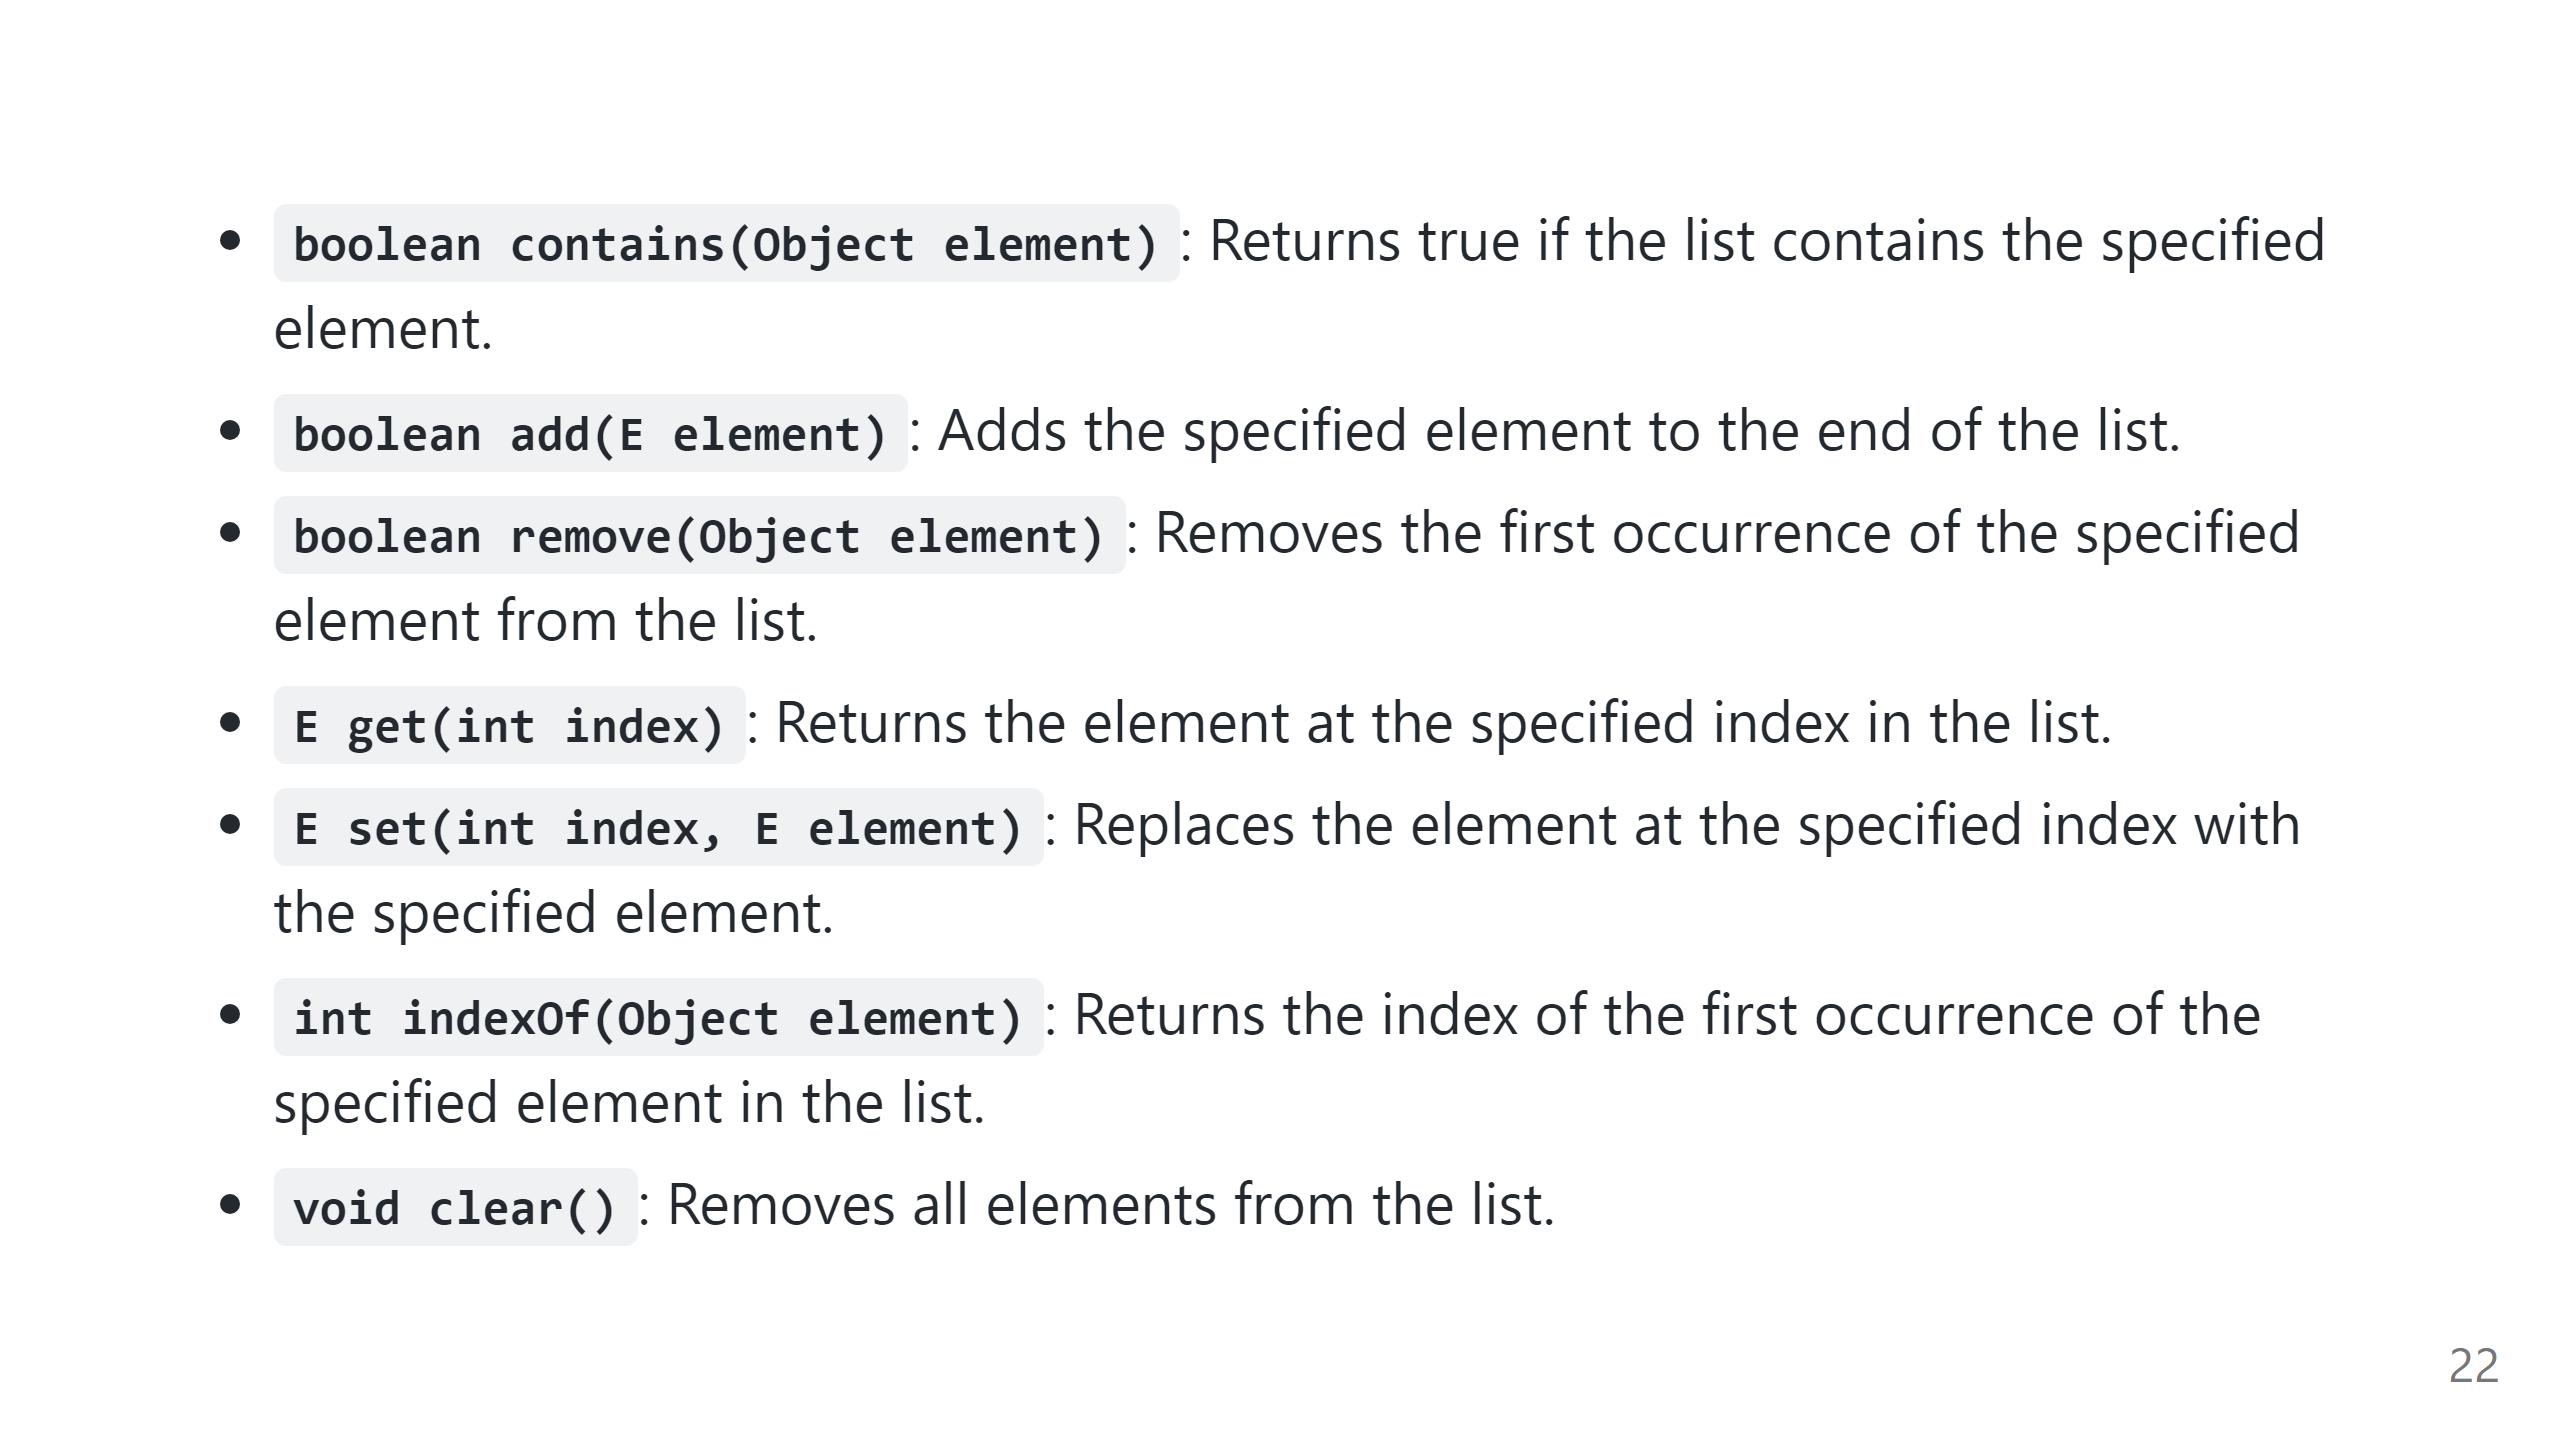 • boolean contains(Object element) : Returns true if the list contains the specified
element.
• boolean add(E element) : Adds the specified element to the end of the list.
• boolean remove(Object element) : Removes the first occurrence of the specified
element from the list.
• E get(int index) : Returns the element at the specified index in the list.
• E set(int index, E element) : Replaces the element at the specified index with
the specified element.
• int indexOf(Object element) : Returns the index of the first occurrence of the
specified element in the list.
• void clear() : Removes all elements from the list.
22